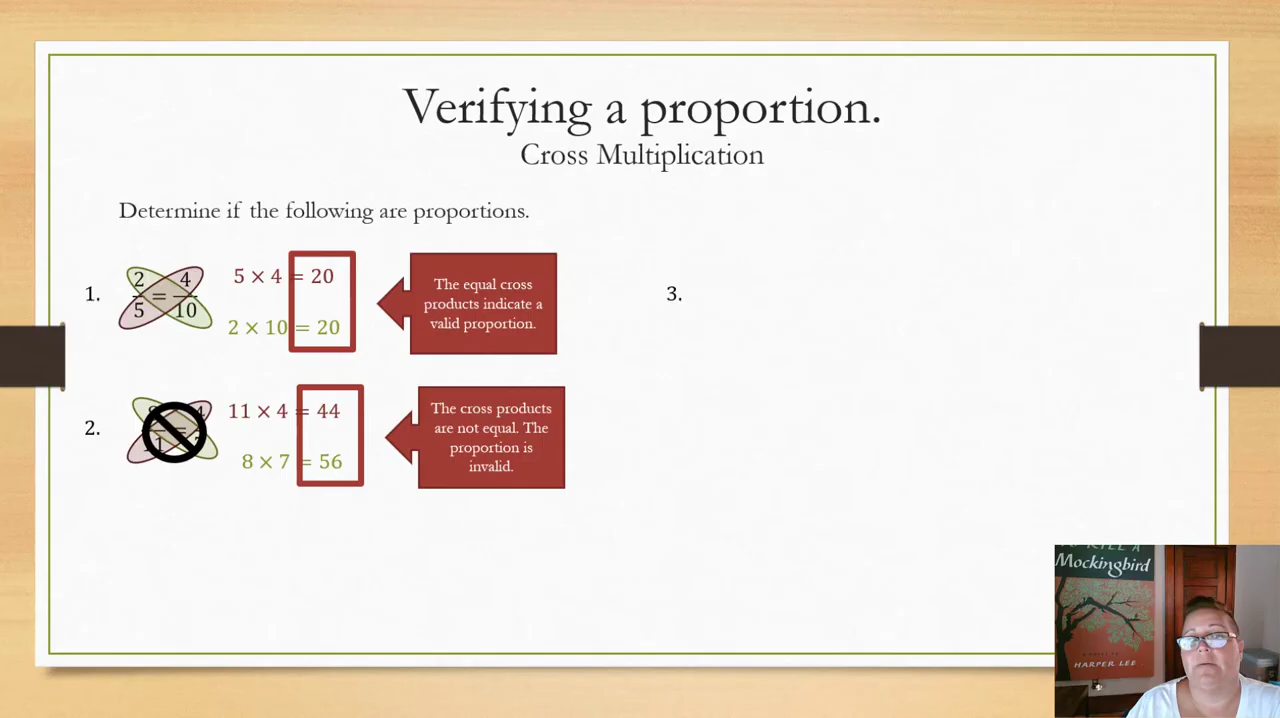 Verifying a proportion.
Cross Multiplication
Determine if the following are proportions.
1.
2/5 = 4/10
5 × 4 = 20
2 × 10 = 20
The equal cross
products indicate a
valid proportion.
2.
11 × 4 = 44
8 × 7 = 56
The cross products
are not equal. The
proportion is
invalid.
3.
Mockingbird
HARPER LEE